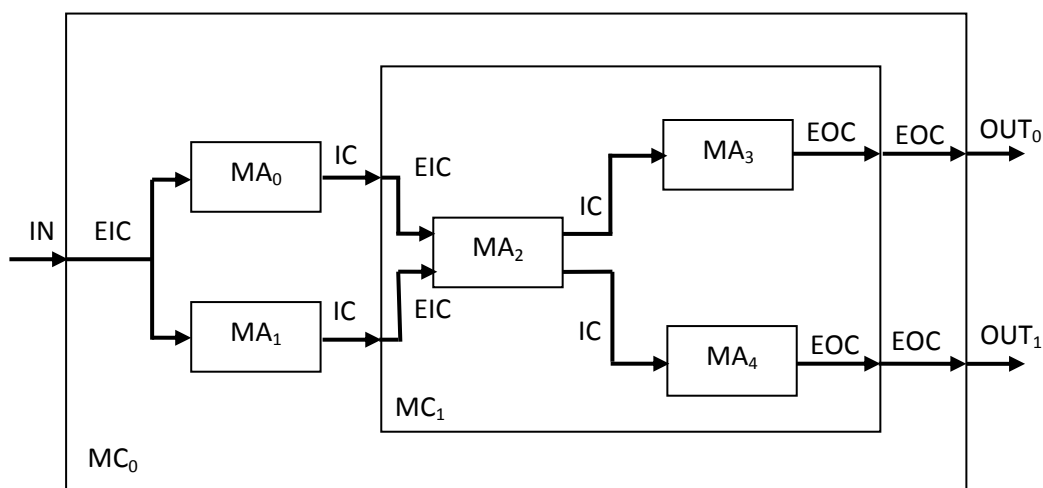 EOC
EOC
OUT₀
MA₃
IC
EIC
MA₀
IC
IN
EIC
MA₂
EIC
IC
IC
MA₁
EOC
EOC
OUT₁
MA₄
MC₁
MC₀